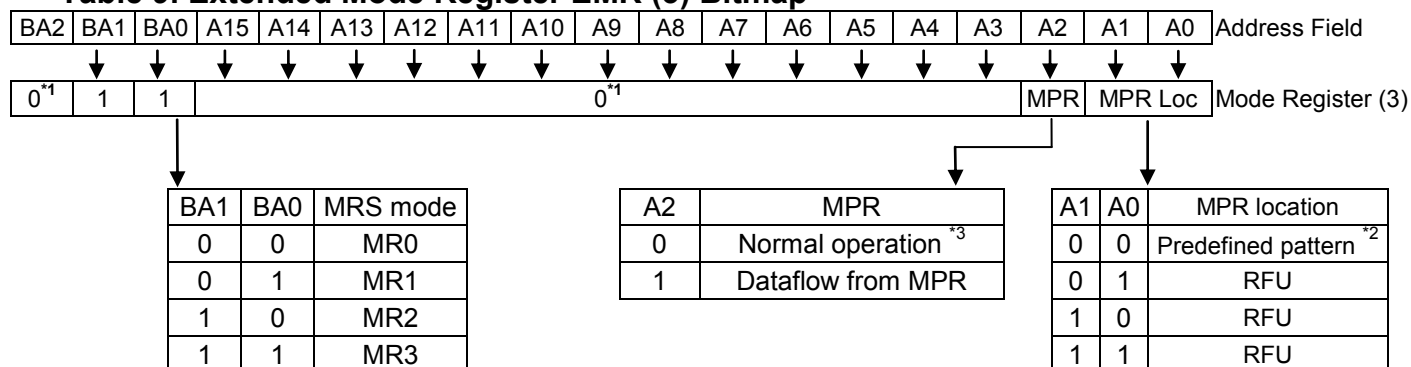 Table 9. Extended Mode Register EMR (3) Bitmap
BA2 BA1 BA0 A15 A14 A13 A12 A11 A10 A9 A8 A7 A6 A5 A4 A3 A2 A1 A0 Address Field
0*1 1 1 0*1 MPR MPR Loc Mode Register (3)
BA1 BA0 MRS mode
0 0 MR0
0 1 MR1
1 0 MR2
1 1 MR3
A2 MPR
0 Normal operation *3
1 Dataflow from MPR
A1 A0 MPR location
0 0 Predefined pattern *2
0 1 RFU
1 0 RFU
1 1 RFU